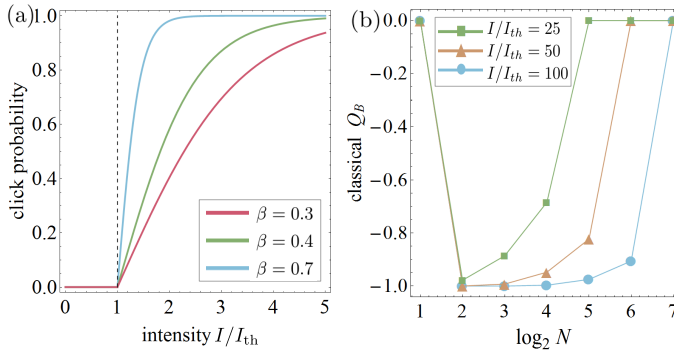 (a)
click probability
1.0
0.8
0.6
0.4
0.2
0.0
0 1 2 3 4 5
intensity I/I_th
β = 0.3
β = 0.4
β = 0.7
(b)
classical Q_B
0.0
−0.2
−0.4
−0.6
−0.8
−1.0
1 2 3 4 5 6 7
log₂ N
I/I_th = 25
I/I_th = 50
I/I_th = 100